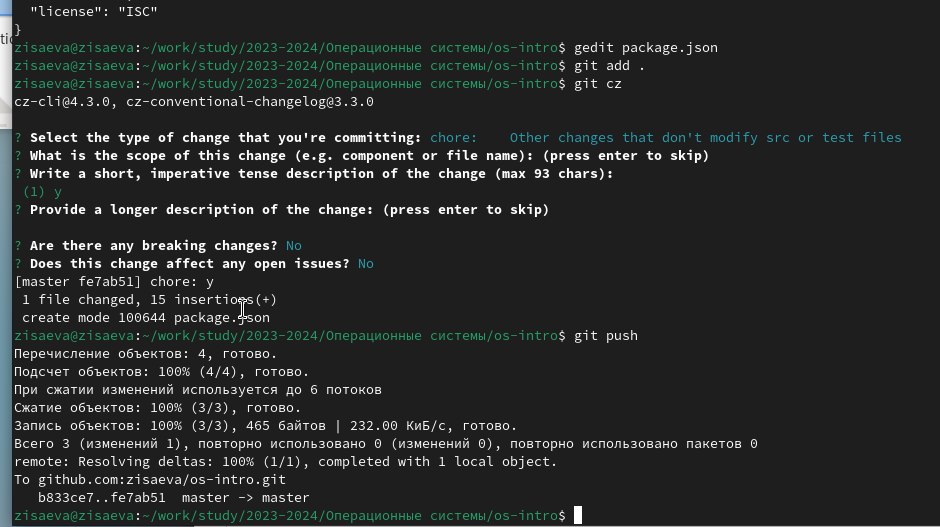 "license": "ISC"
}
zisaeva@zisaeva:~/work/study/2023-2024/Операционные системы/os-intro$ gedit package.json
zisaeva@zisaeva:~/work/study/2023-2024/Операционные системы/os-intro$ git add .
zisaeva@zisaeva:~/work/study/2023-2024/Операционные системы/os-intro$ git cz
cz-cli@4.3.0, cz-conventional-changelog@3.3.0
? Select the type of change that you're committing: chore:    Other changes that don't modify src or test files
? What is the scope of this change (e.g. component or file name): (press enter to skip)
? Write a short, imperative tense description of the change (max 93 chars):
(1) y
? Provide a longer description of the change: (press enter to skip)
? Are there any breaking changes? No
? Does this change affect any open issues? No
[master fe7ab51] chore: y
1 file changed, 15 insertions(+)
create mode 100644 package.json
zisaeva@zisaeva:~/work/study/2023-2024/Операционные системы/os-intro$ git push
Перечисление объектов: 4, готово.
Подсчет объектов: 100% (4/4), готово.
При сжатии изменений используется до 6 потоков
Сжатие объектов: 100% (3/3), готово.
Запись объектов: 100% (3/3), 465 байтов | 232.00 КиБ/с, готово.
Всего 3 (изменений 1), повторно использовано 0 (изменений 0), повторно использовано пакетов 0
remote: Resolving deltas: 100% (1/1), completed with 1 local object.
To github.com:zisaeva/os-intro.git
b833ce7..fe7ab51  master -> master
zisaeva@zisaeva:~/work/study/2023-2024/Операционные системы/os-intro$